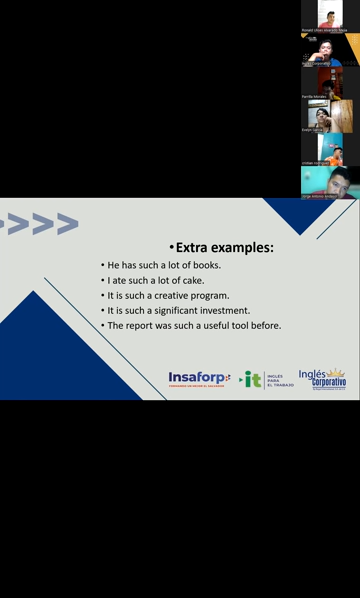 >>>>
•Extra examples:
• He has such a lot of books.
• I ate such a lot of cake.
• It is such a creative program.
• It is such a significant investment.
• The report was such a useful tool before.
Insaforp
it
INGLÉS
PARA
EL TRABAJO
Inglés
Corporativo